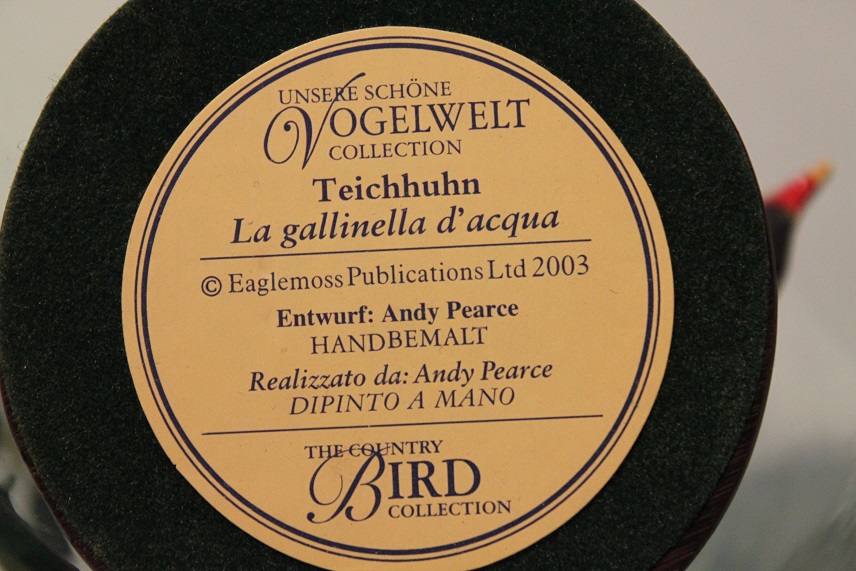 UNSERE SCHÖNE
VOGELWELT
COLLECTION
Teichhuhn
La gallinella d'acqua
© Eaglemoss Publications Ltd 2003
Entwurf: Andy Pearce
HANDBEMALT
Realizzato da: Andy Pearce
DIPINTO A MANO
THE COUNTRY
BIRD
COLLECTION